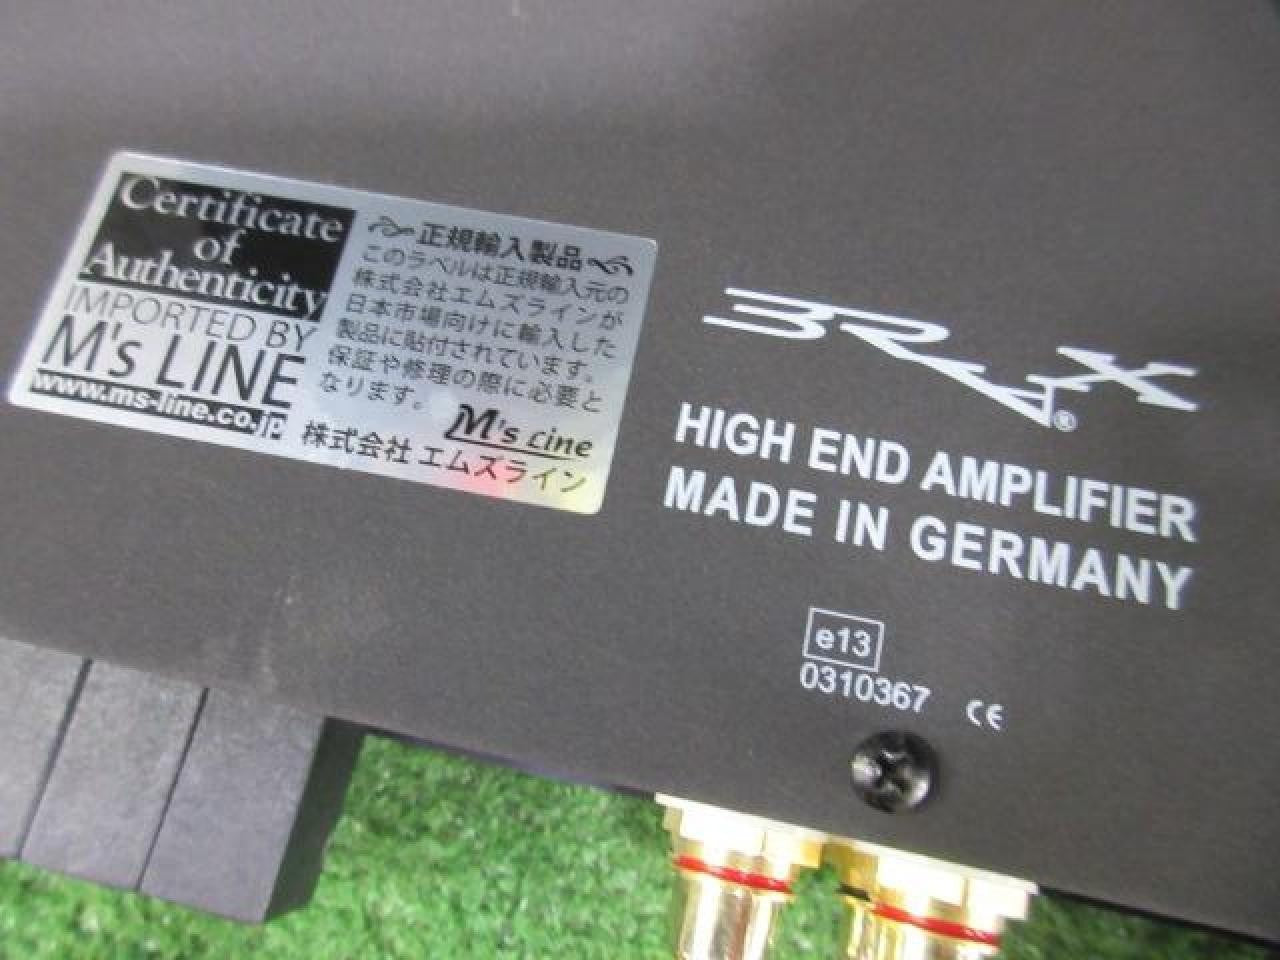 Certificate
of
Authenticity
IMPORTED BY
M's LINE
www.ms-line.co.jp
正規輸入製品
このラベルは正規輸入元の
株式会社エムズラインが
日本市場向けに輸入した
製品に貼付されています。
保証や修理の際に必要と
なります。
M's Line
株式会社 エムズライン
BRAX®
HIGH END AMPLIFIER
MADE IN GERMANY
e13
0310367 CE